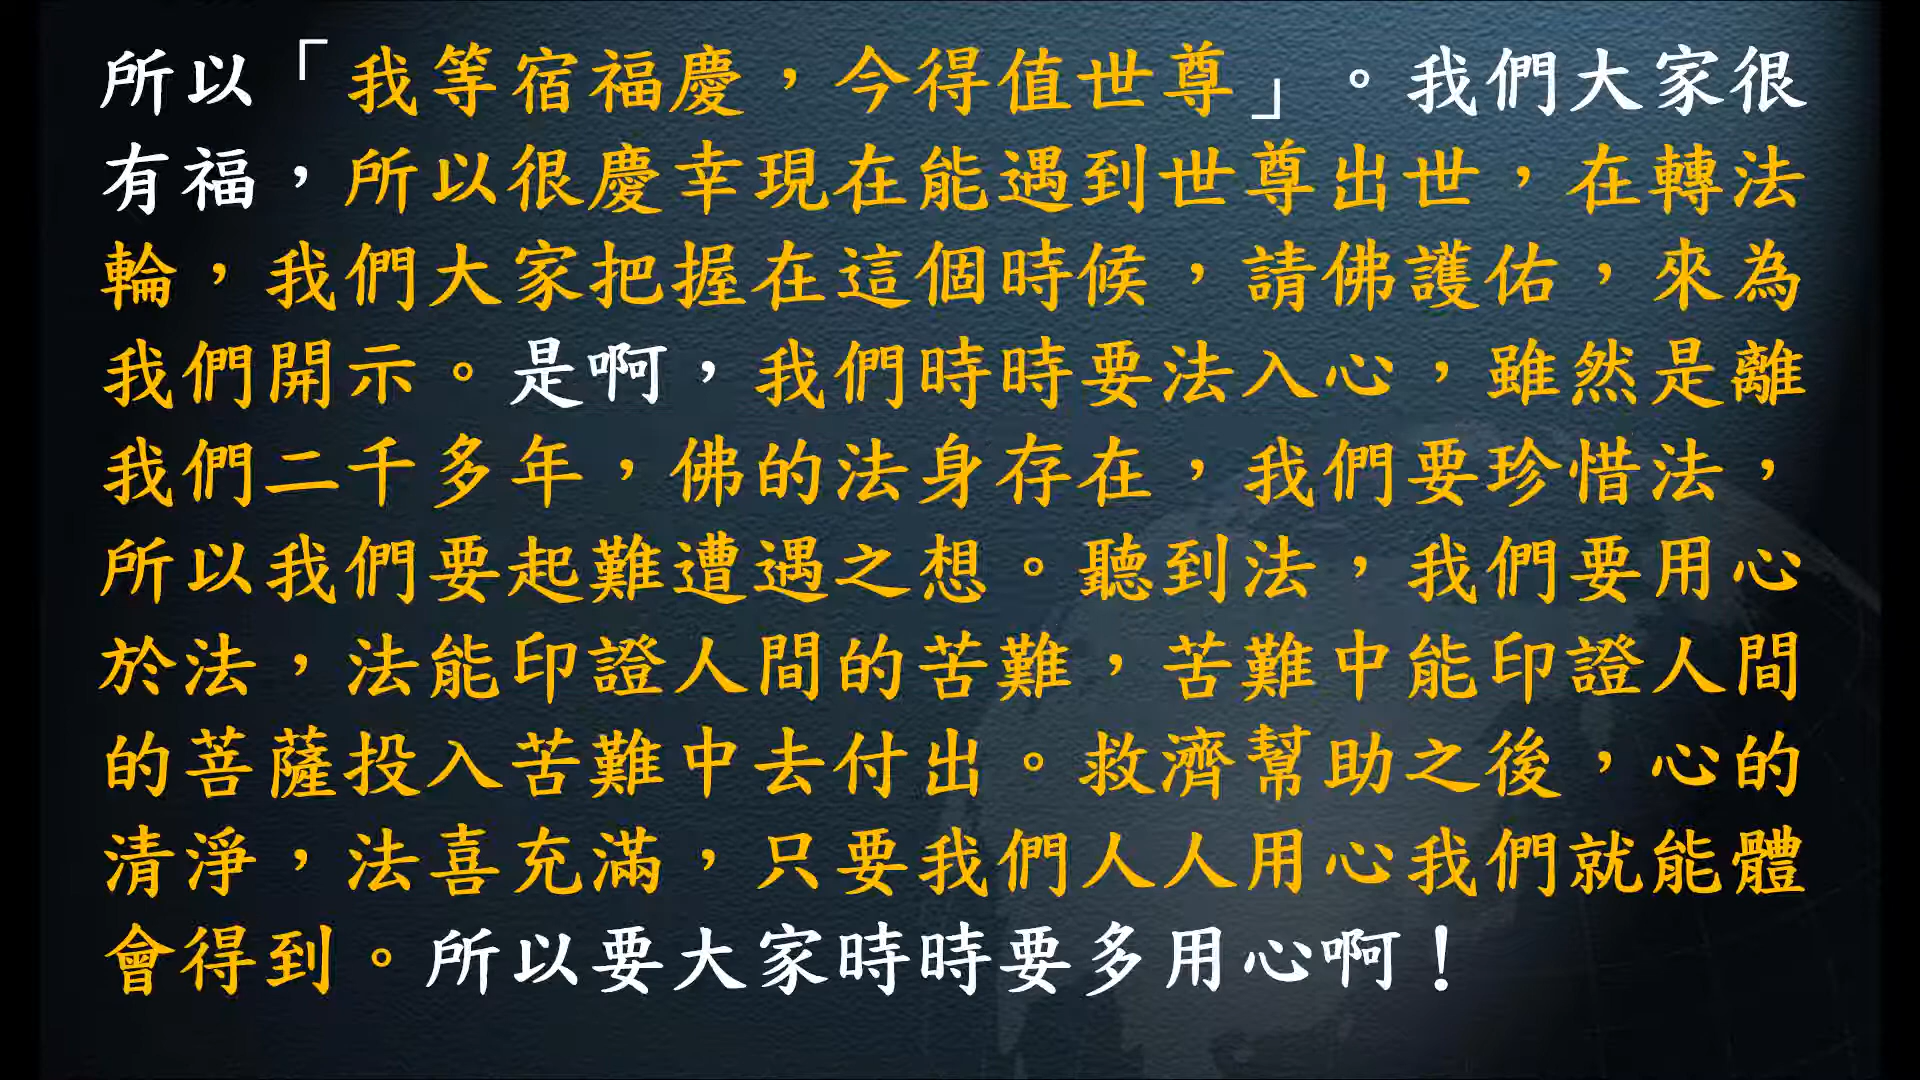 所以「我等宿福慶，今得值世尊」。我們大家很
有福，所以很慶幸現在能遇到世尊出世，在轉法
輪，我們大家把握在這個時候，請佛護佑，來為
我們開示。是啊，我們時時要法入心，雖然是離
我們二千多年，佛的法身存在，我們要珍惜法，
所以我們要起難遭遇之想。聽到法，我們要用心
於法，法能印證人間的苦難，苦難中能印證人間
的菩薩投入苦難中去付出。救濟幫助之後，心的
清淨，法喜充滿，只要我們人人用心我們就能體
會得到。所以要大家時時要多用心啊！